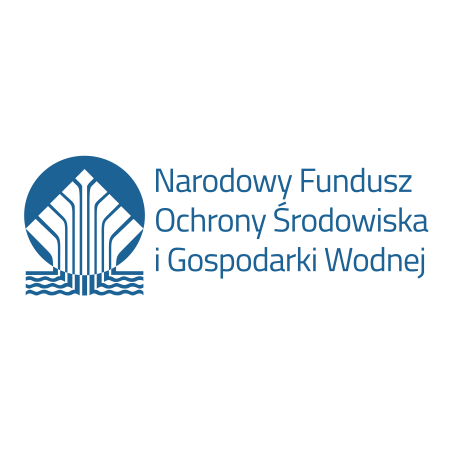 Narodowy Fundusz
Ochrony Środowiska
i Gospodarki Wodnej